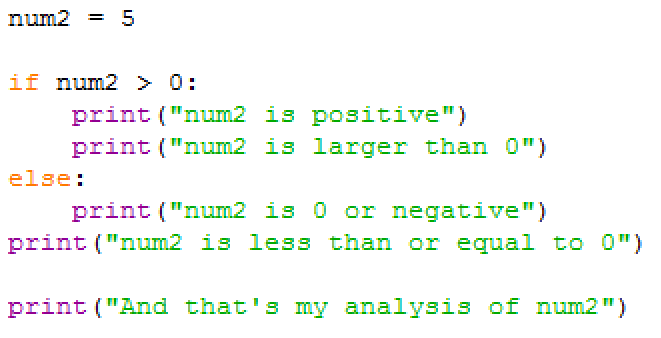 num2 = 5

if num2 > 0:
    print("num2 is positive")
    print("num2 is larger than 0")
else:
    print("num2 is 0 or negative")
print("num2 is less than or equal to 0")

print("And that's my analysis of num2")